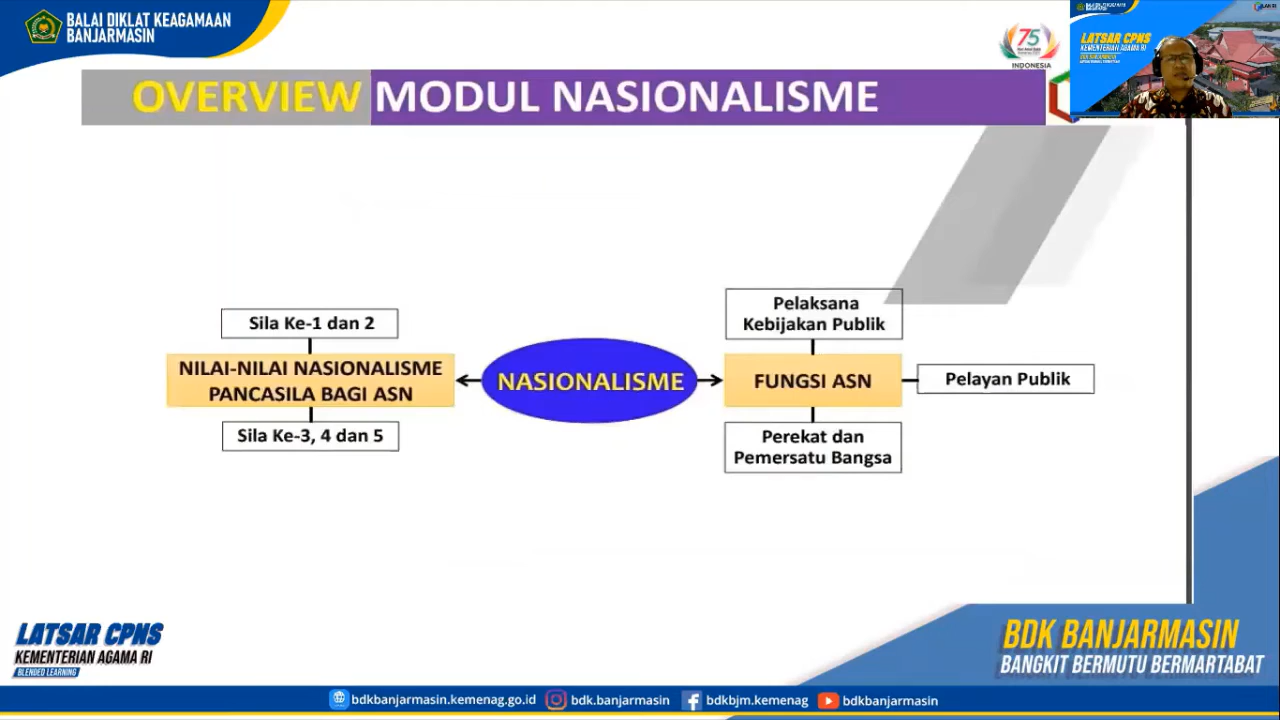 BALAI DIKLAT KEAGAMAAN
BANJARMASIN
75
INDONESIA
LATSAR CPNS
KEMENTERIAN AGAMA RI
BDK BANJARMASIN
OVERVIEW MODUL NASIONALISME
Sila Ke-1 dan 2
NILAI-NILAI NASIONALISME
PANCASILA BAGI ASN
Sila Ke-3, 4 dan 5
NASIONALISME
Pelaksana
Kebijakan Publik
FUNGSI ASN
Pelayan Publik
Perekat dan
Pemersatu Bangsa
LATSAR CPNS
KEMENTERIAN AGAMA RI
BLENDED LEARNING
BDK BANJARMASIN
BANGKIT BERMUTU BERMARTABAT
bdkbanjarmasin.kemenag.go.id bdk.banjarmasin bdkbjm.kemenag bdkbanjarmasin